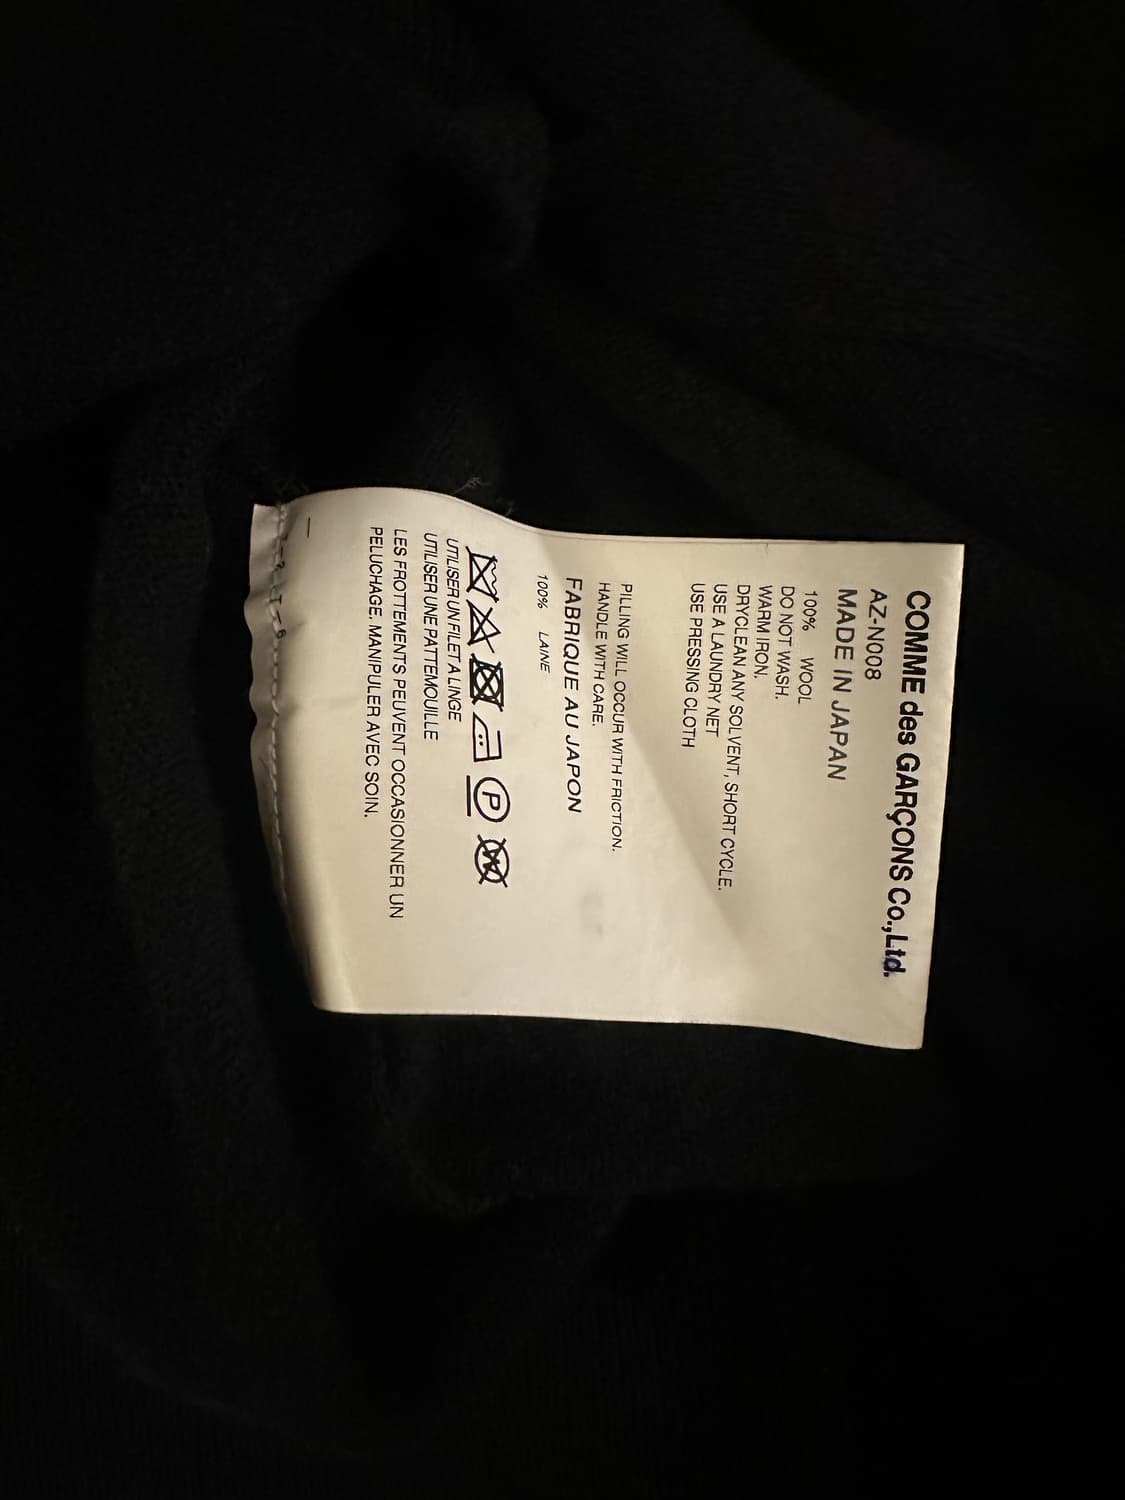 COMME des GARÇONS Co.,Ltd.
AZ-N008
MADE IN JAPAN
100% WOOL
DO NOT WASH.
WARM IRON.
DRYCLEAN ANY SOLVENT, SHORT CYCLE.
USE A LAUNDRY NET
USE PRESSING CLOTH
PILLING WILL OCCUR WITH FRICTION.
HANDLE WITH CARE.
FABRIQUE AU JAPON
100% LAINE
P W
UTILISER UN FILET A LINGE
UTILISER UNE PATTEMOUILLE
LES FROTTEMENTS PEUVENT OCCASIONNER UN
PELUCHAGE. MANIPULER AVEC SOIN.